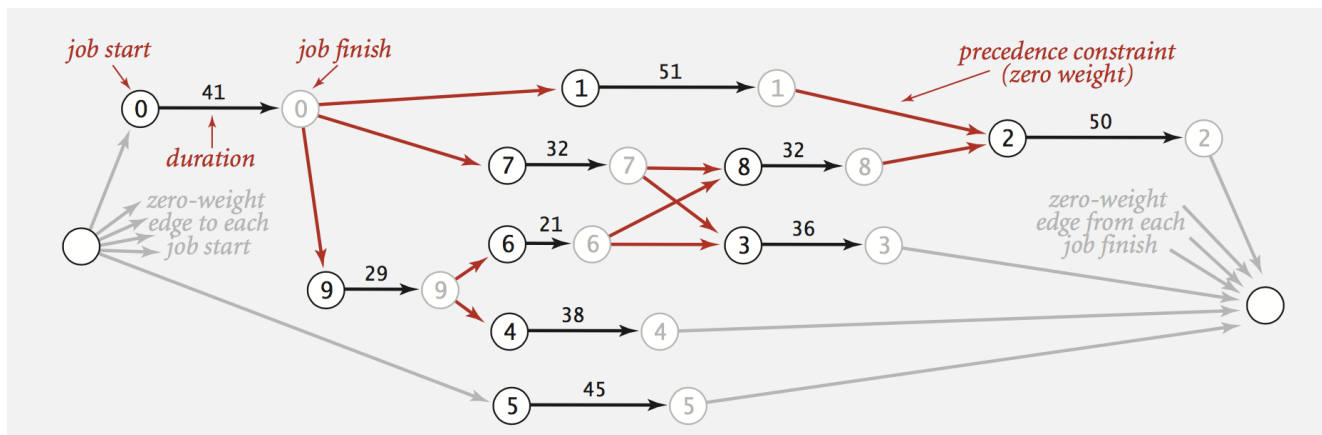 job start
job finish
precedence constraint
(zero weight)
51
41
1
1
0
0
50
duration
2
2
32
32
7
7
8
8
zero-weight
edge to each
job start
zero-weight
edge from each
job finish
21
36
6
6
3
3
29
9
9
38
4
4
45
5
5